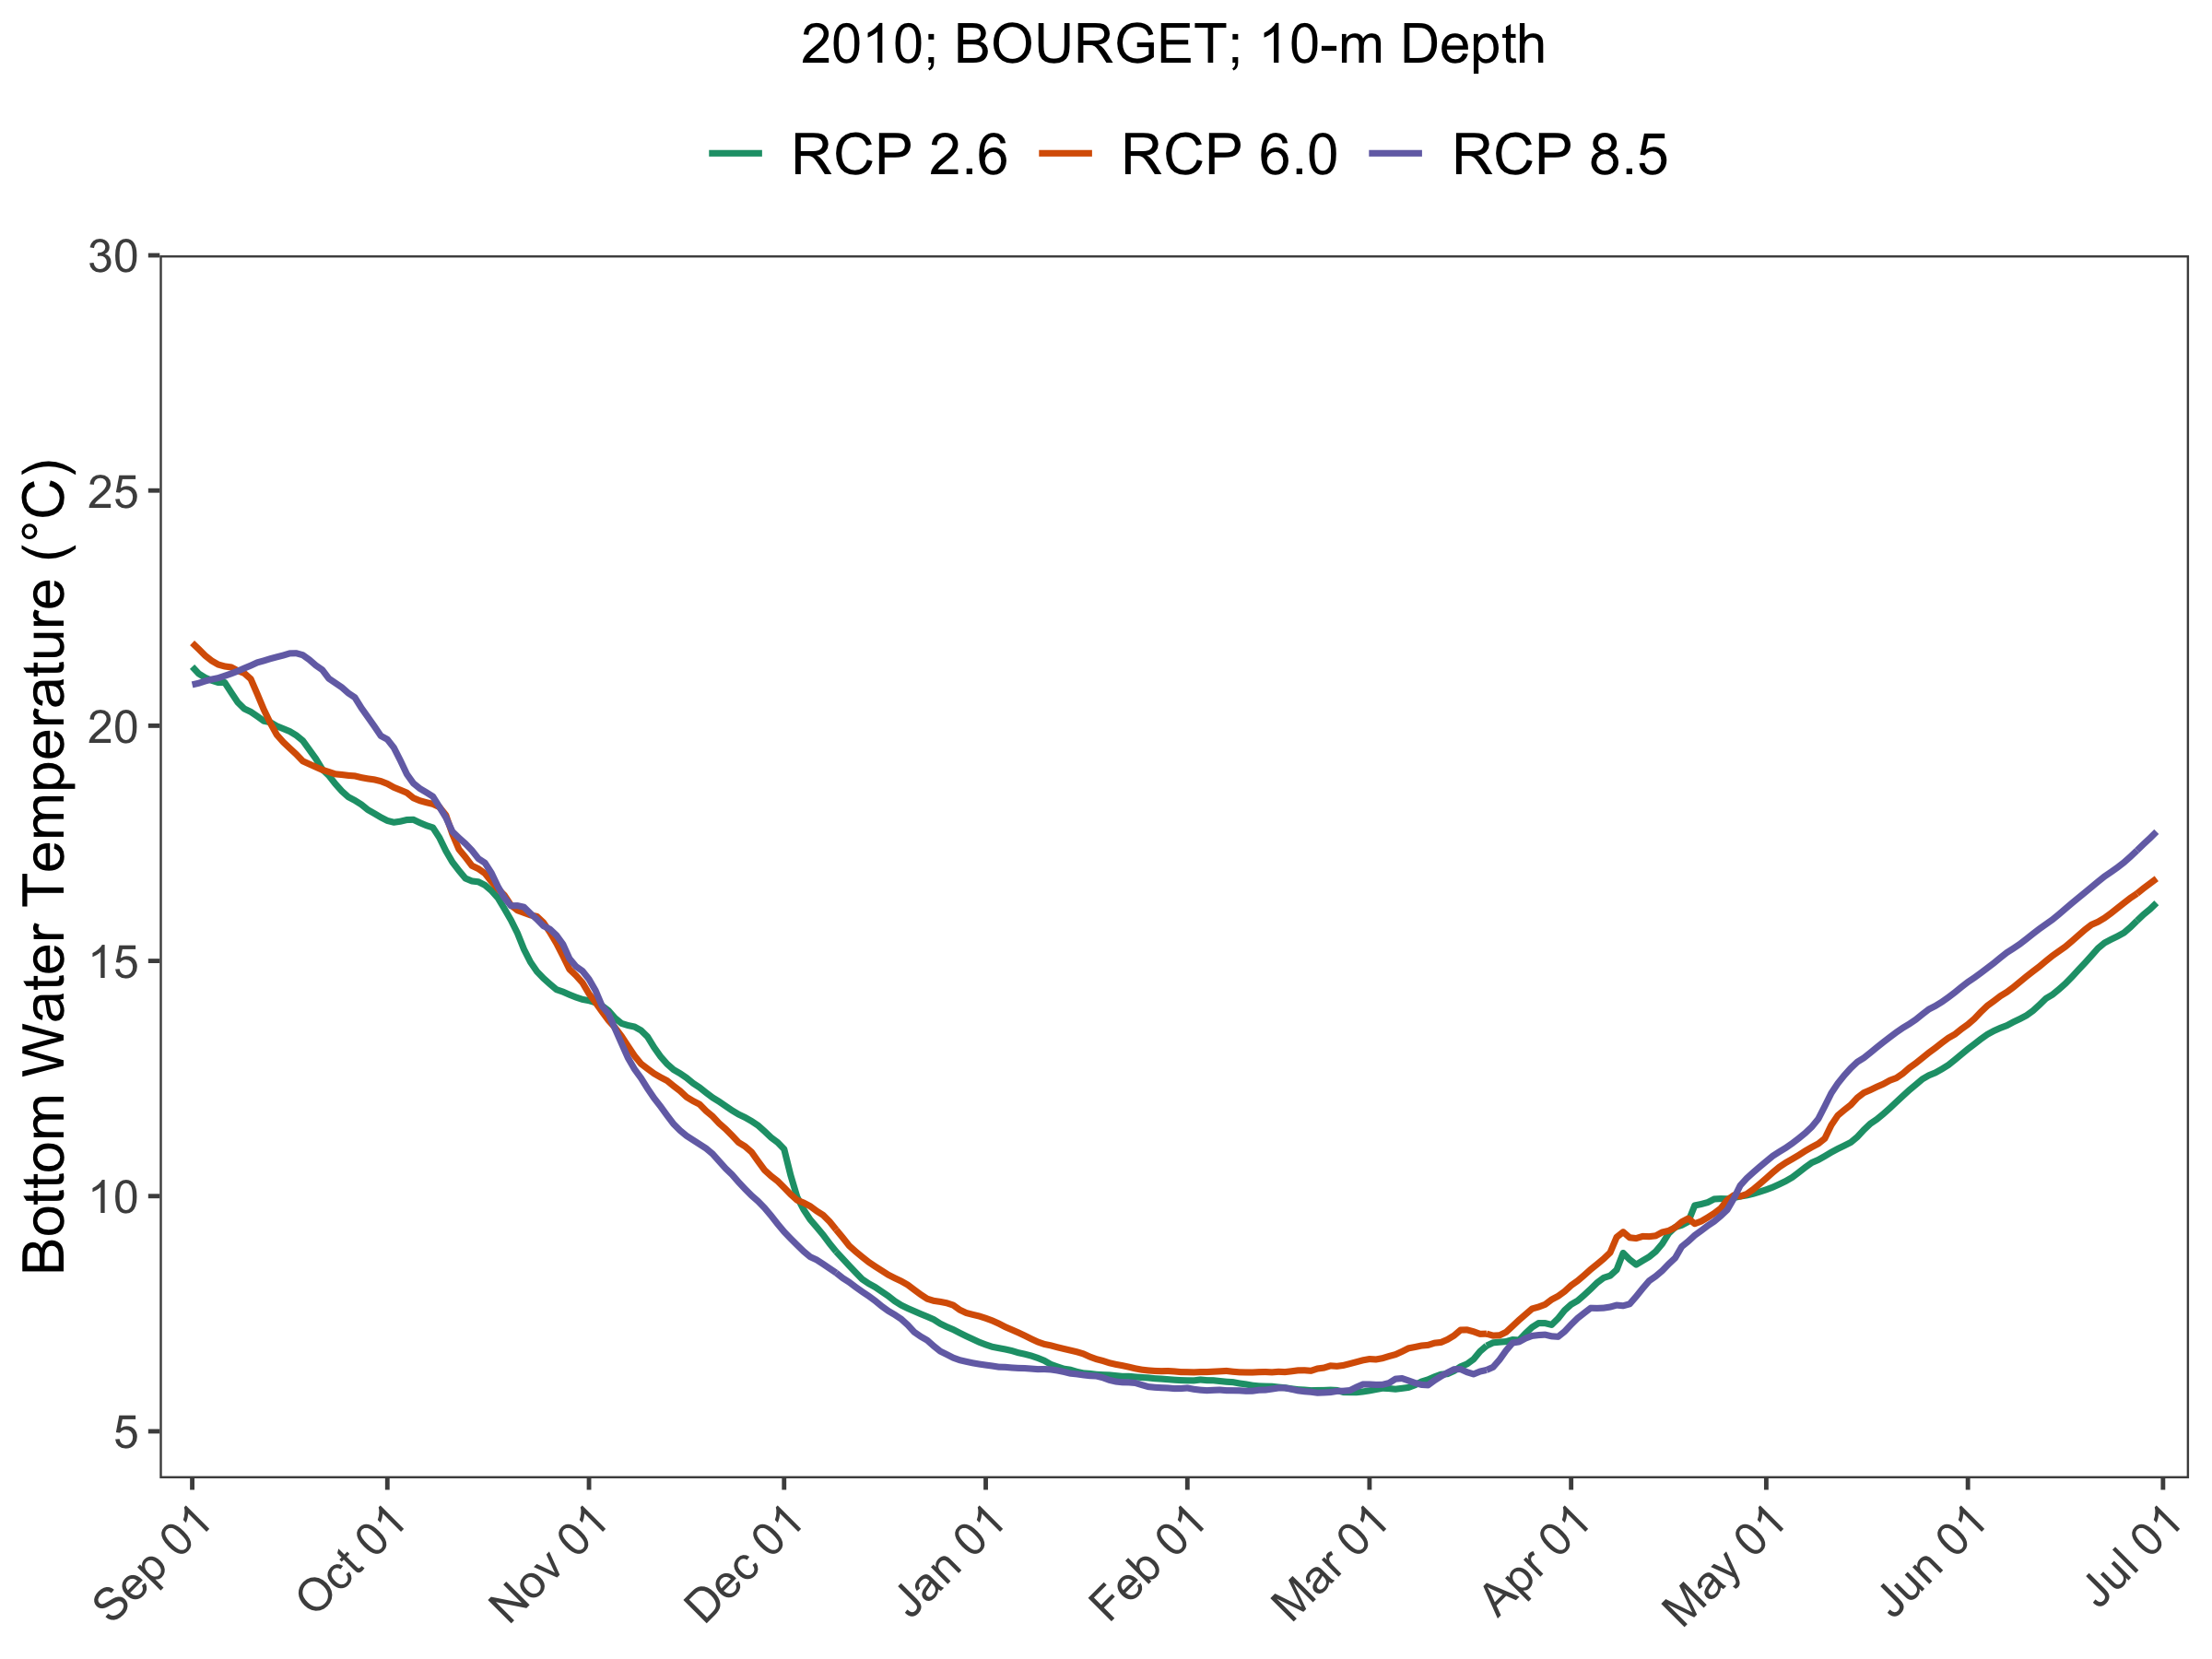 2010; BOURGET; 10-m Depth
RCP 2.6 RCP 6.0 RCP 8.5
Bottom Water Temperature (°C)
30
25
20
15
10
5
Sep 01 Oct 01 Nov 01 Dec 01 Jan 01 Feb 01 Mar 01 Apr 01 May 01 Jun 01 Jul 01